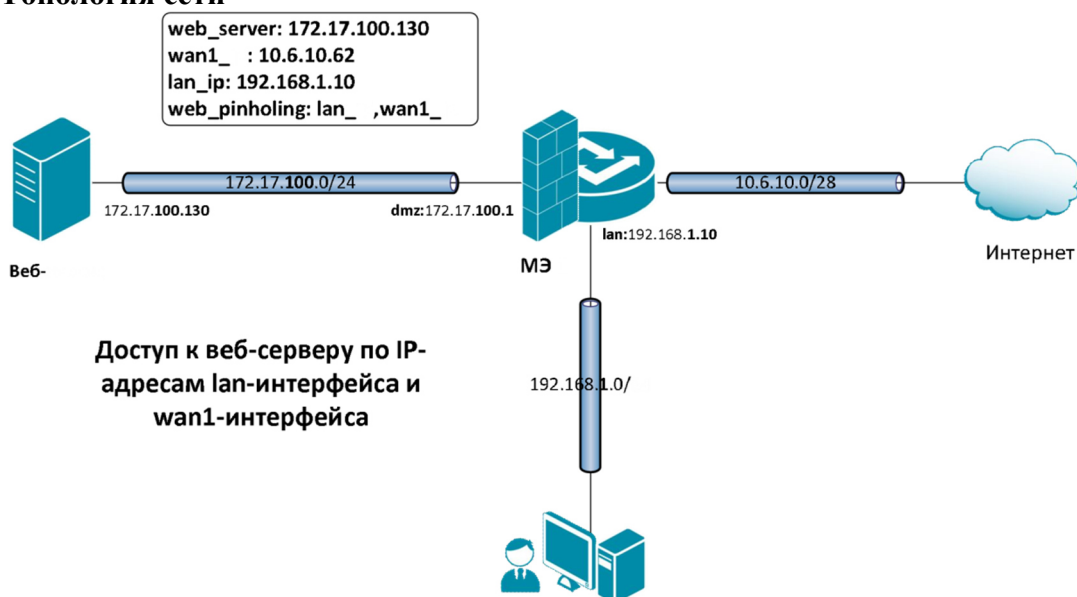 Топология сети
web_server: 172.17.100.130
wan1_ : 10.6.10.62
lan_ip: 192.168.1.10
web_pinholing: lan_ ,wan1_
172.17.100.0/24
10.6.10.0/28
172.17.100.130
dmz:172.17.100.1
lan:192.168.1.10
Интернет
Веб-
МЭ
Доступ к веб-серверу по IP-
адресам lan-интерфейса и
wan1-интерфейса
192.168.1.0/